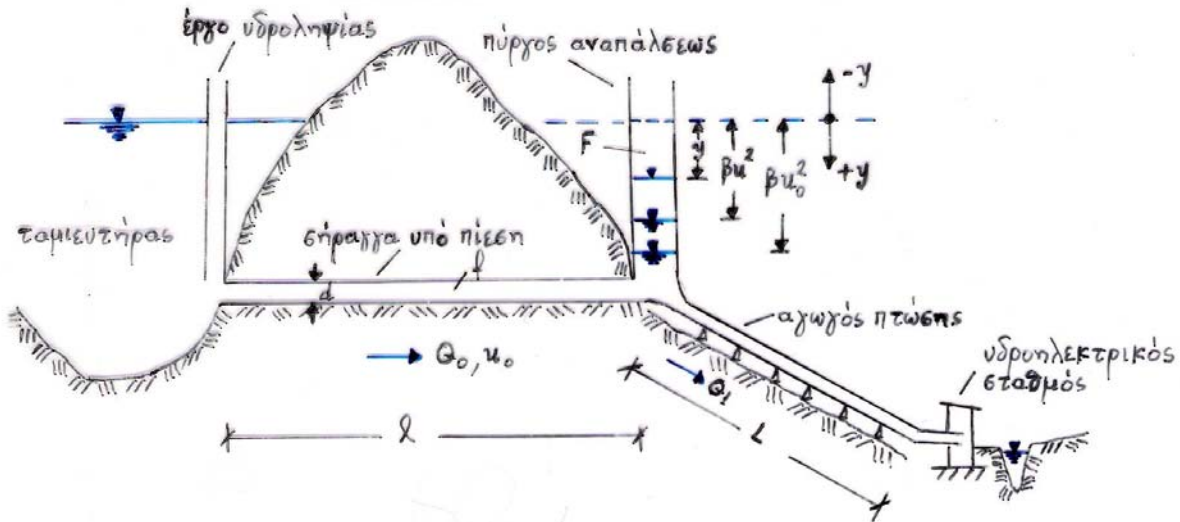 έργο υδροληψίας
πύργος αναπάλσεως
-y
F
y
βu²
βu₀²
+y
ταμιευτήρας
σήραγγα υπό πίεση
f
d
αγωγός πτώσης
υδροηλεκτρικός
σταθμός
Q₀, u₀
Q₁
l
L